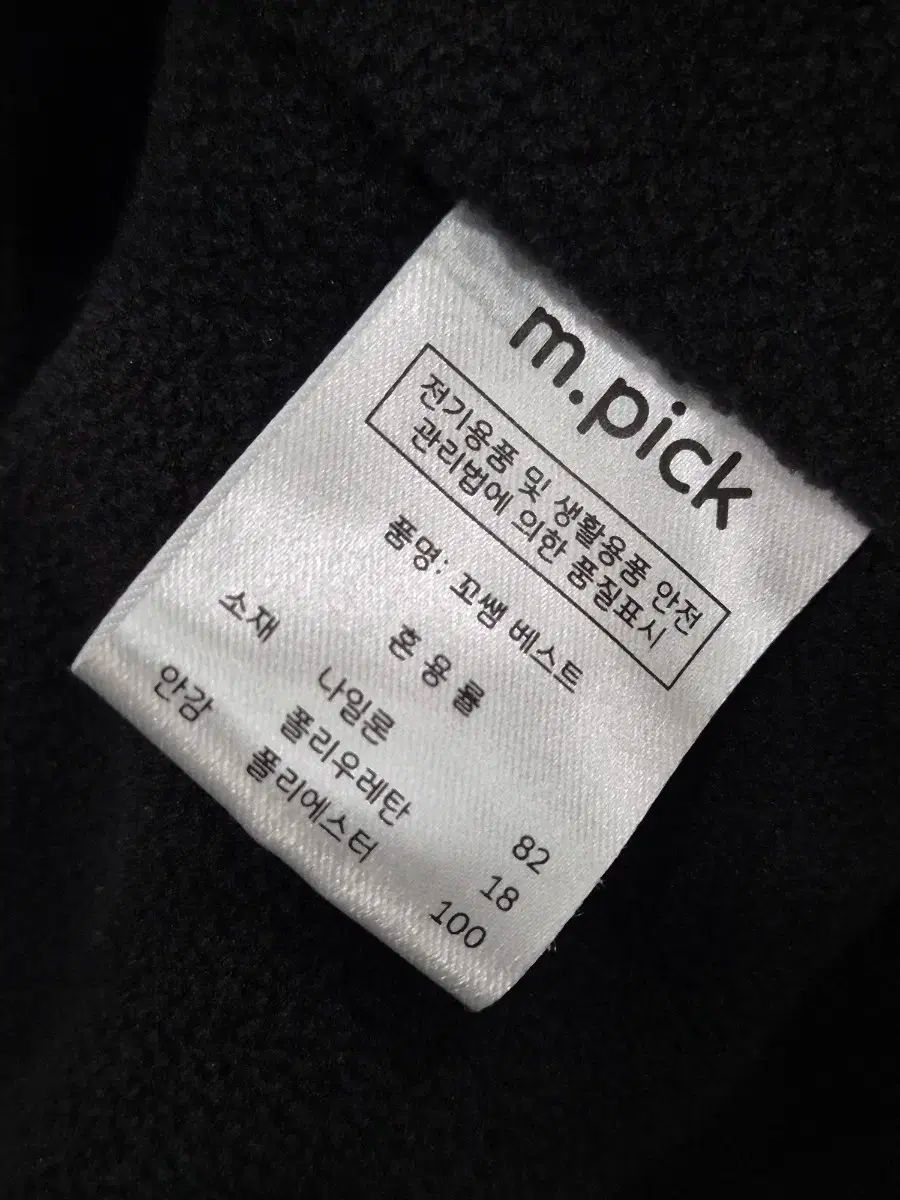 m.pick
전기용품 및 생활용품 안전
관리법에 의한 품질표시
품명: 꼬쌤 베스트
혼 용 률
소재 나일론 82
폴리우레탄 18
안감 폴리에스터 100